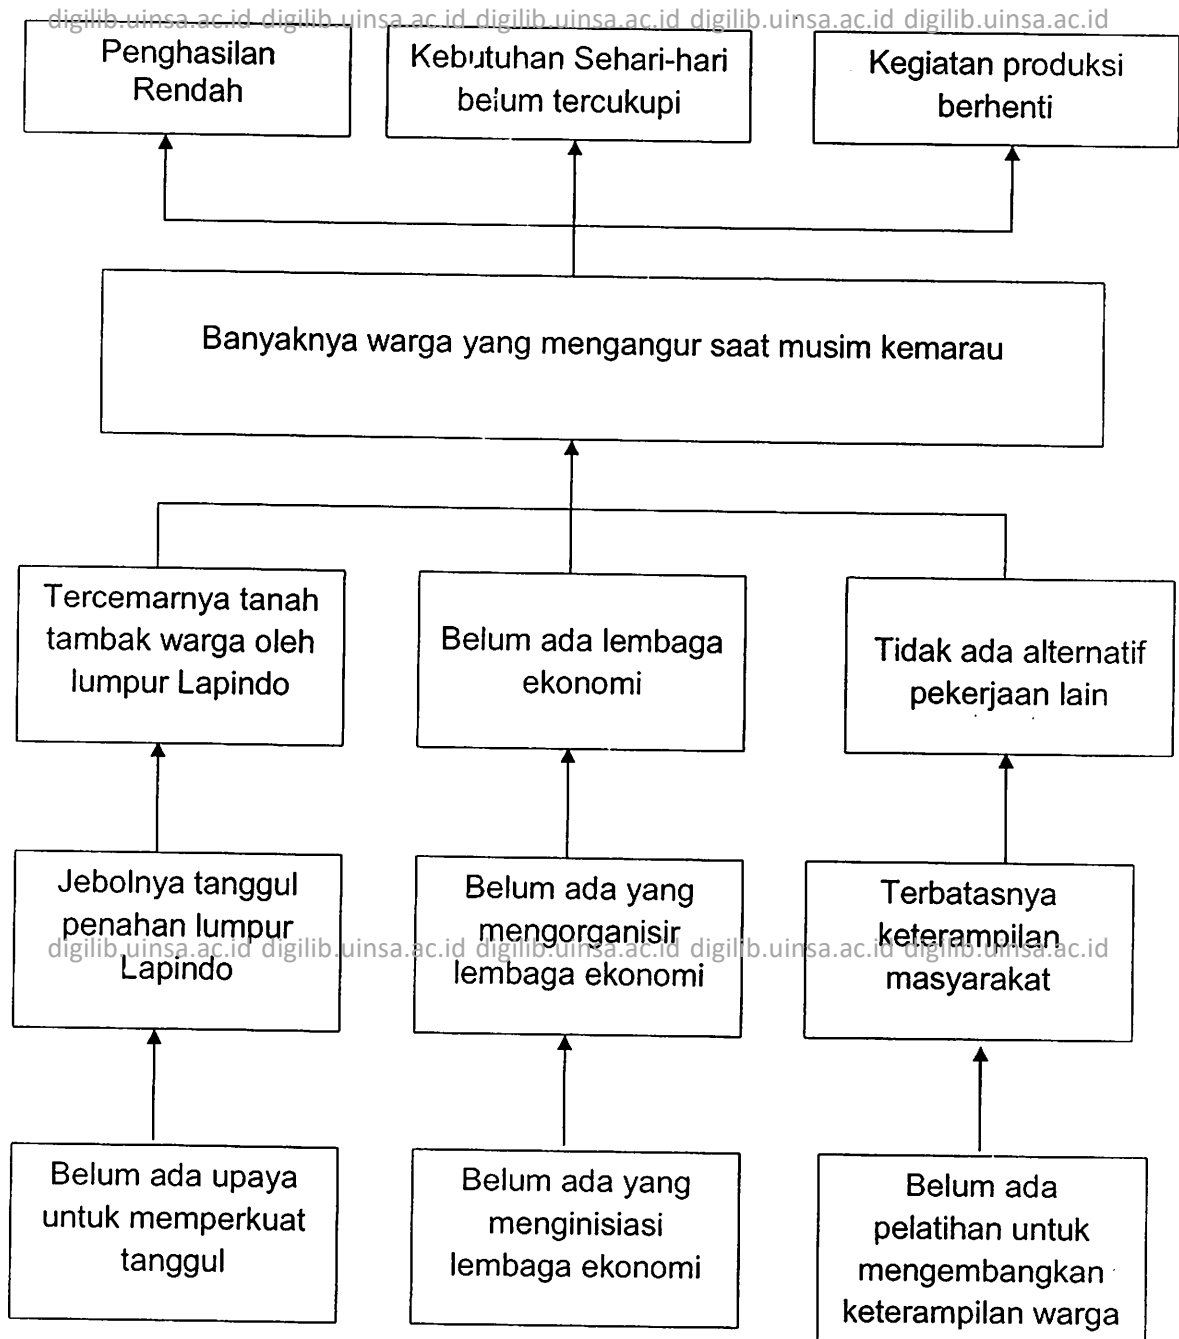 digilib.uinsa.ac.id digilib.uinsa.ac.id digilib.uinsa.ac.id digilib.uinsa.ac.id digilib.uinsa.ac.id
Penghasilan
Rendah
Kebutuhan Sehari-hari
belum tercukupi
Kegiatan produksi
berhenti
Banyaknya warga yang mengangur saat musim kemarau
Tercemarnya tanah
tambak warga oleh
lumpur Lapindo
Belum ada lembaga
ekonomi
Tidak ada alternatif
pekerjaan lain
Jebolnya tanggul
penahan lumpur
Lapindo
Belum ada yang
mengorganisir
lembaga ekonomi
Terbatasnya
keterampilan
masyarakat
digilib.uinsa.ac.id digilib.uinsa.ac.id digilib.uinsa.ac.id digilib.uinsa.ac.id digilib.uinsa.ac.id
Belum ada upaya
untuk memperkuat
tanggul
Belum ada yang
menginisiasi
lembaga ekonomi
Belum ada
pelatihan untuk
mengembangkan
keterampilan warga